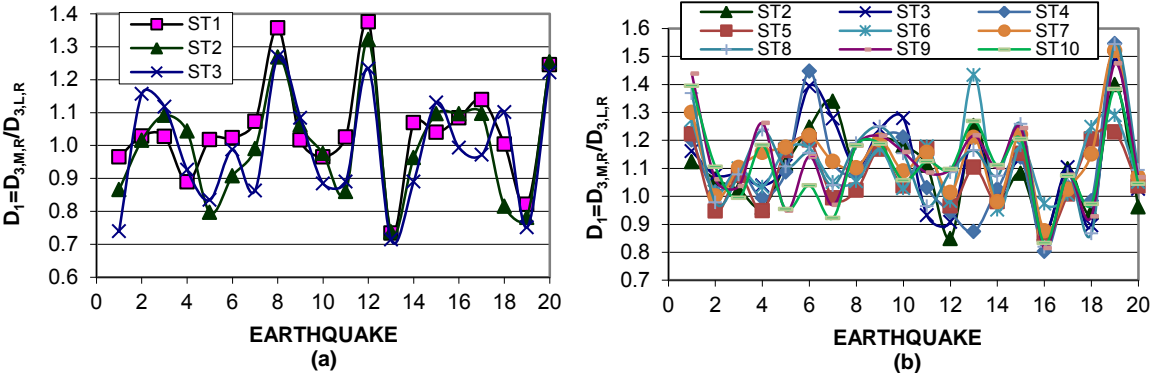 D₁=D₃,M,R/D₃,L,R
1.4
1.3
1.2
1.1
1.0
0.9
0.8
0.7
0.6
ST1
ST2
ST3
0 2 4 6 8 10 12 14 16 18 20
EARTHQUAKE
(a)
D₁=D₃,M,R/D₃,L,R
ST2 ST3 ST4
ST5 ST6 ST7
ST8 ST9 ST10
1.6
1.5
1.4
1.3
1.2
1.1
1.0
0.9
0.8
0.7
0 2 4 6 8 10 12 14 16 18 20
EARTHQUAKE
(b)